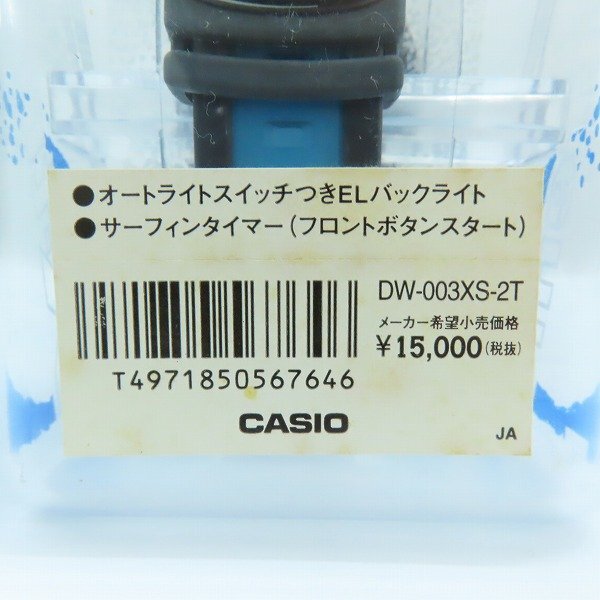 ●オートライトスイッチつきELバックライト
●サーフィンタイマー(フロントボタンスタート)
DW-003XS-2T
メーカー希望小売価格
¥15,000(税抜)
T4971850567646
CASIO
JA